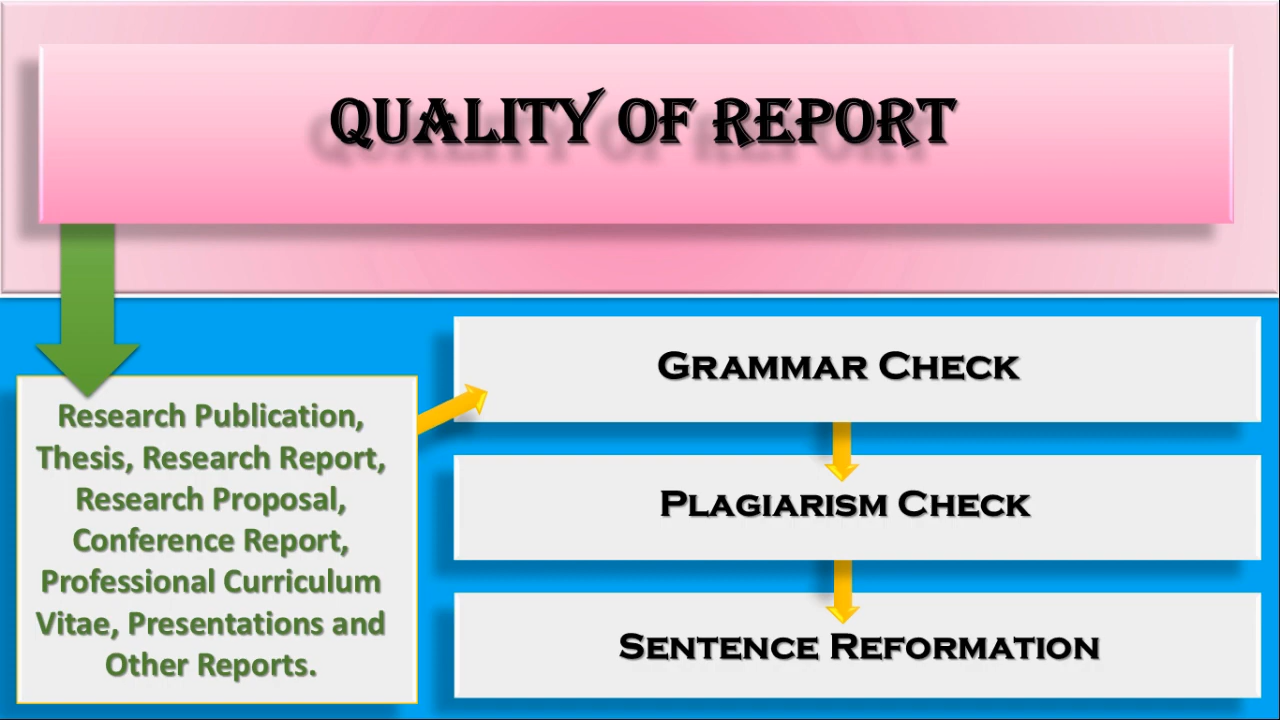 QUALITY OF REPORT
Research Publication,
Thesis, Research Report,
Research Proposal,
Conference Report,
Professional Curriculum
Vitae, Presentations and
Other Reports.
Grammar Check
Plagiarism Check
Sentence Reformation